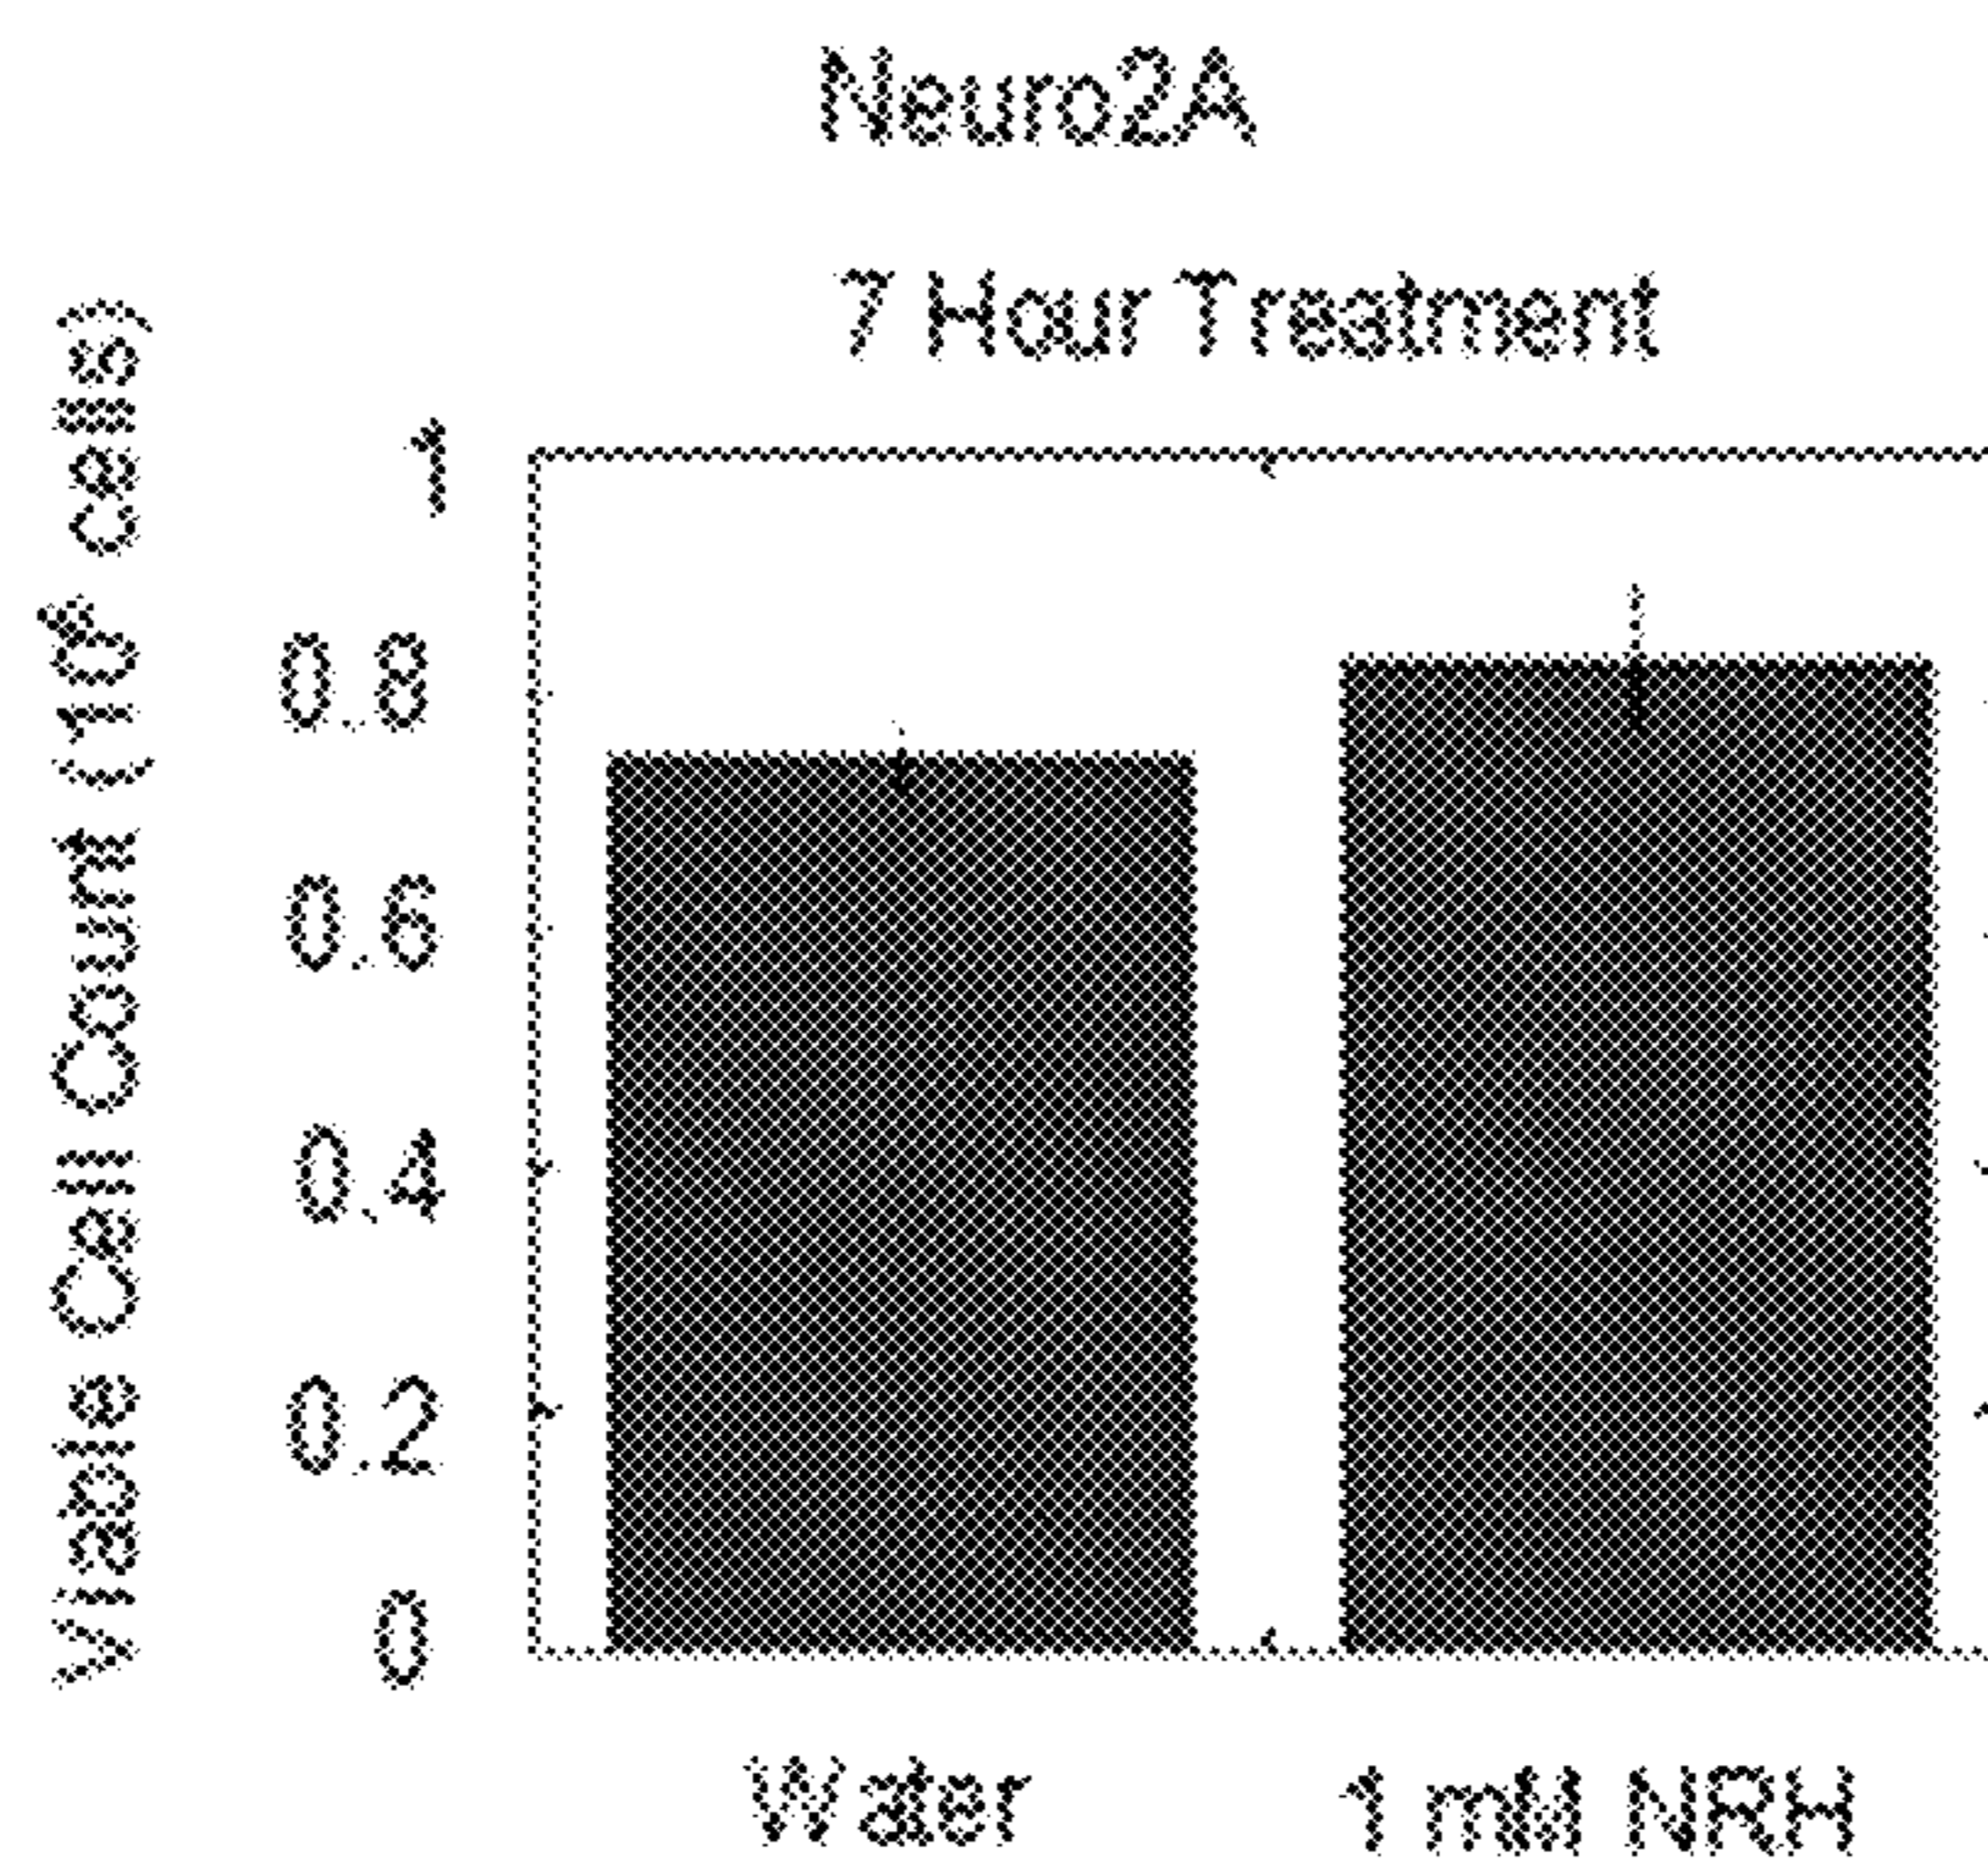 Neuro2A
7 Hour Treatment
Viable Cell Count (10⁶ cells)
1
0.8
0.6
0.4
0.2
0
Water
1 mM NRH